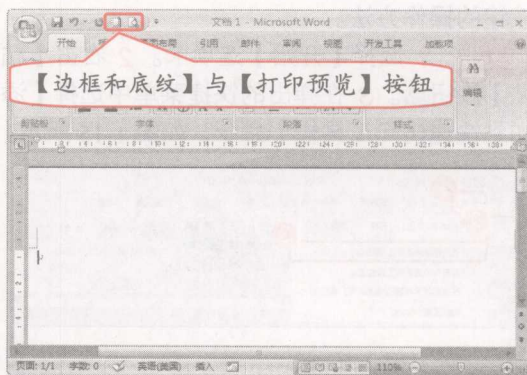 文档 1 - Microsoft Word
开始 引用 邮件 审阅 视图 开发工具 加载项
【边框和底纹】与【打印预览】按钮
编辑
剪贴板 字体 段落 样式
页面: 1/1 字数: 0 英语(美国) 插入 110%